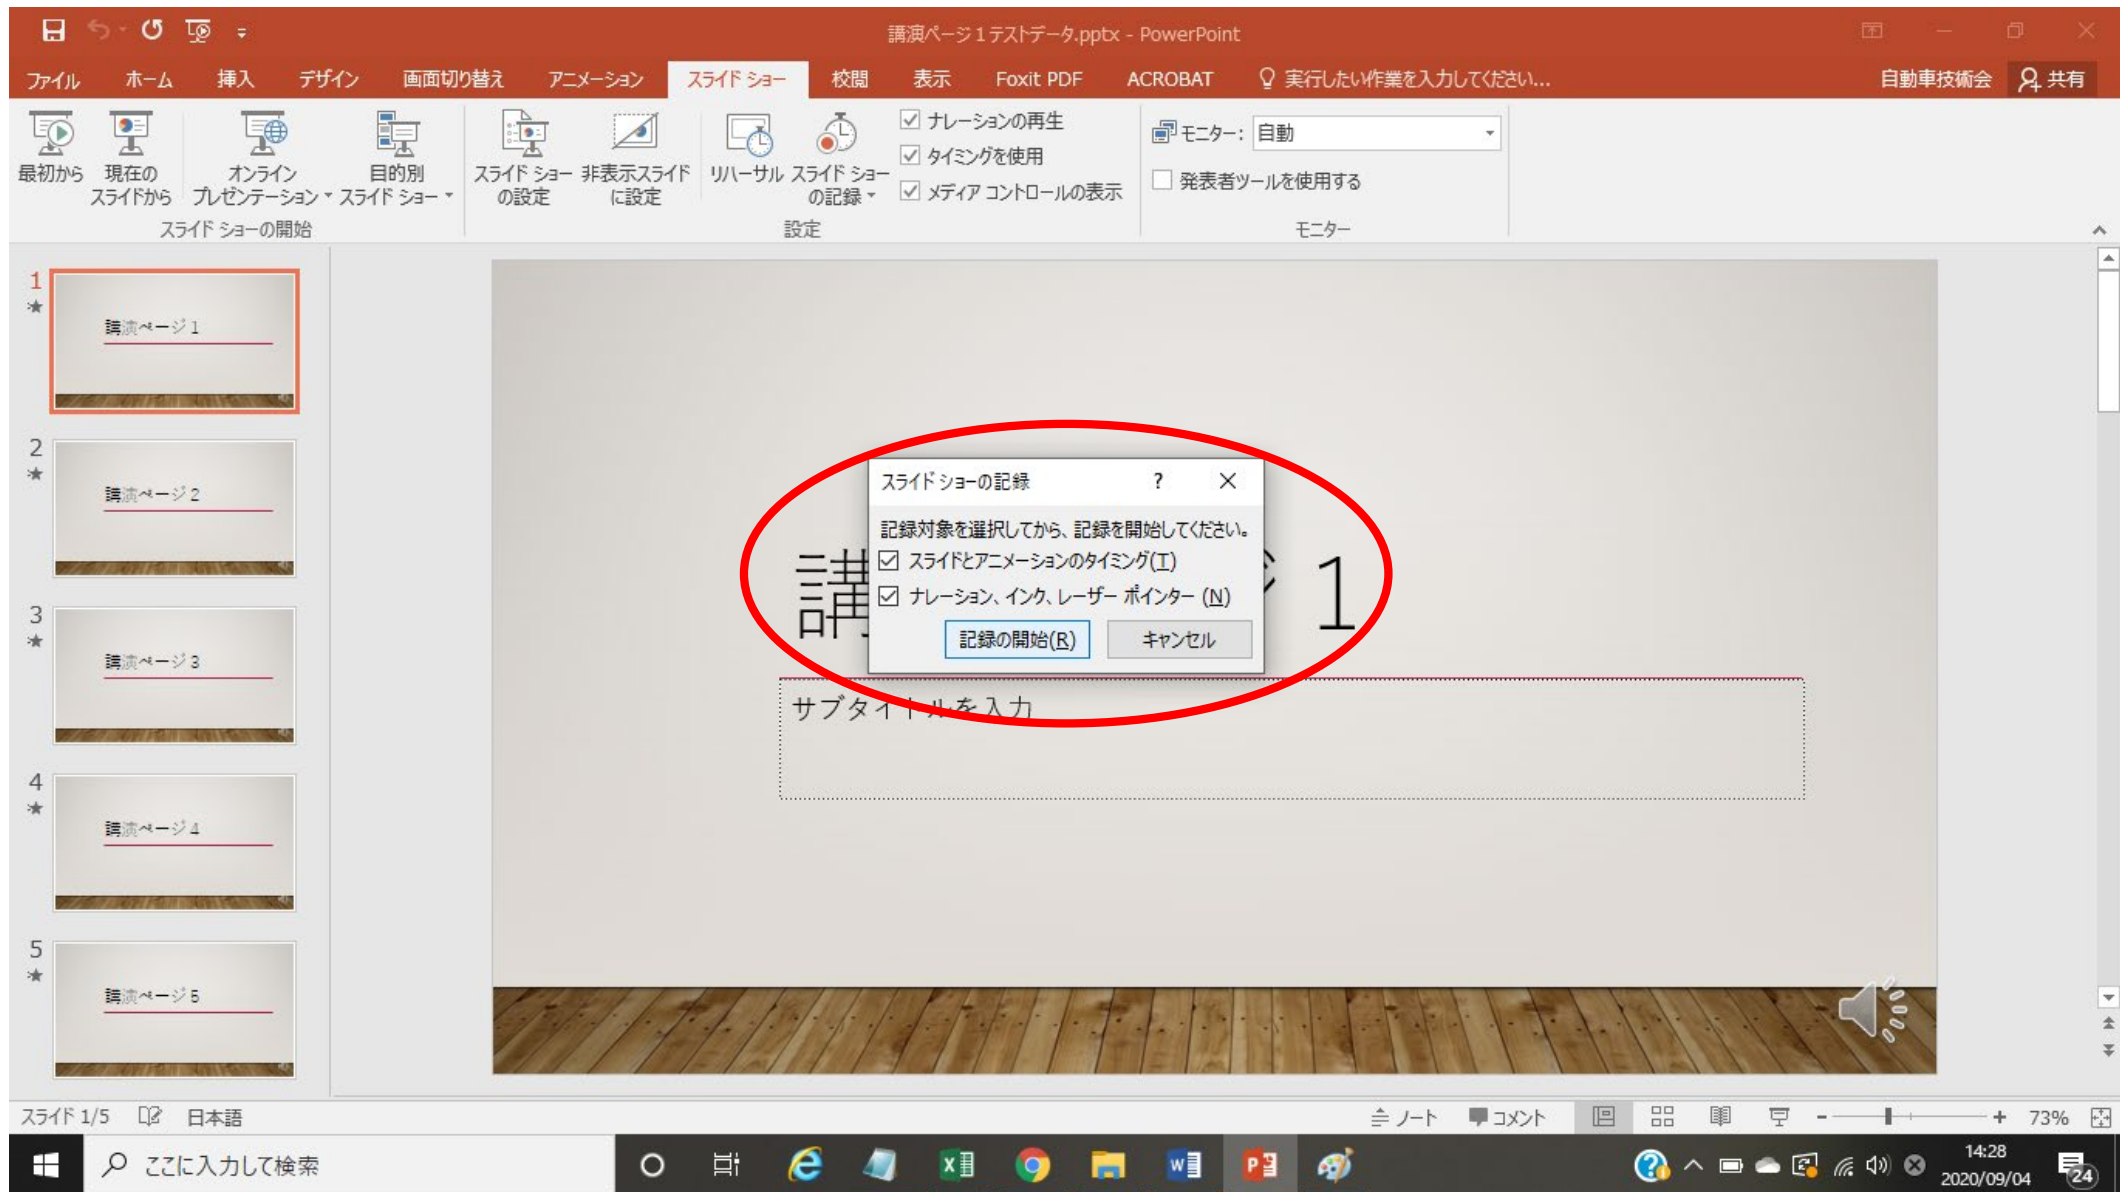 講演ページ１テストデータ.pptx - PowerPoint
ファイル ホーム 挿入 デザイン 画面切り替え アニメーション スライド ショー 校閲 表示 Foxit PDF ACROBAT 実行したい作業を入力してください... 自動車技術会 共有
最初から
現在の
スライドから
オンライン
プレゼンテーション
目的別
スライド ショー
スライド ショー
の設定
非表示スライド
に設定
リハーサル
スライド ショー
の記録
ナレーションの再生
タイミングを使用
メディア コントロールの表示
モニター: 自動
発表者ツールを使用する
スライド ショーの開始 設定 モニター
1
講演ページ１
2
講演ページ２
3
講演ページ３
4
講演ページ４
5
講演ページ５
スライド ショーの記録 ?
記録対象を選択してから、記録を開始してください。
スライドとアニメーションのタイミング(T)
ナレーション、インク、レーザー ポインター (N)
記録の開始(R) キャンセル
講 １
サブタイトルを入力
スライド 1/5 日本語 ノート コメント 73%
ここに入力して検索
14:28
2020/09/04
24